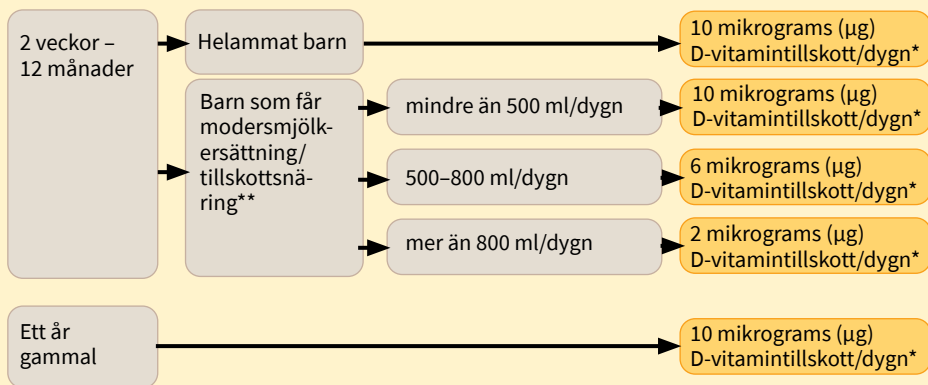 2 veckor –
12 månader
Helammat barn
10 mikrograms (µg)
D-vitamintillskott/dygn*
Barn som får
modersmjölk-
ersättning/
tillskottsnä-
ring**
mindre än 500 ml/dygn
10 mikrograms (µg)
D-vitamintillskott/dygn*
500–800 ml/dygn
6 mikrograms (µg)
D-vitamintillskott/dygn*
mer än 800 ml/dygn
2 mikrograms (µg)
D-vitamintillskott/dygn*
Ett år
gammal
10 mikrograms (µg)
D-vitamintillskott/dygn*